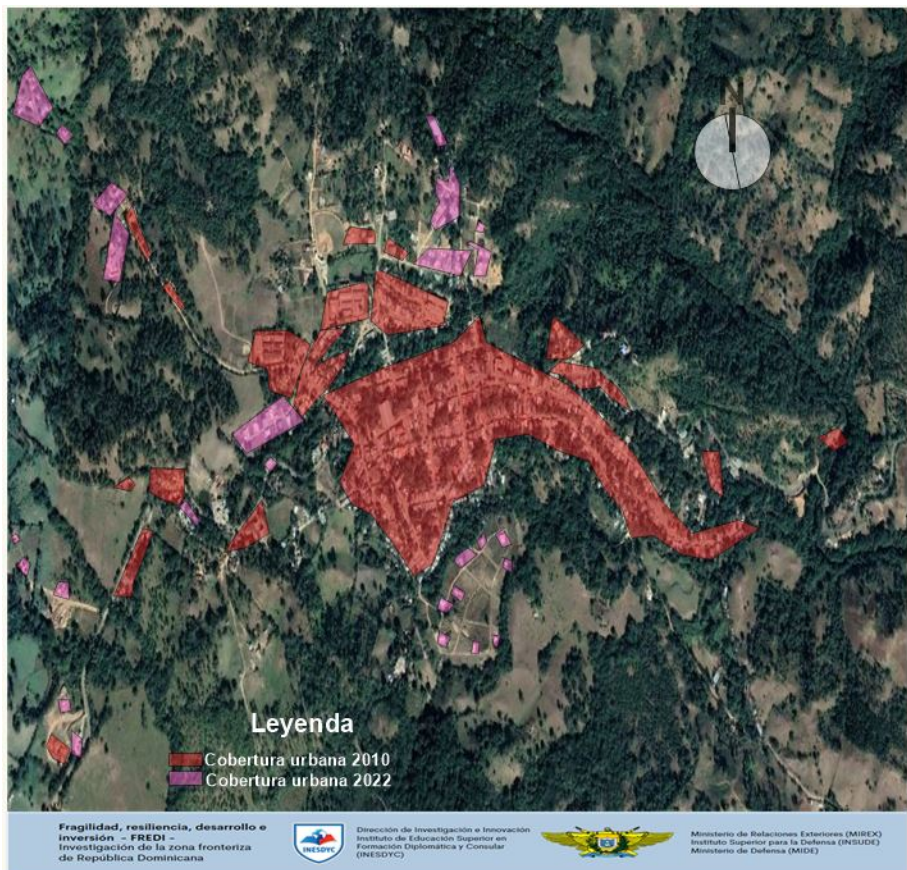 N
Leyenda
Cobertura urbana 2010
Cobertura urbana 2022
Fragilidad, resiliencia, desarrollo e
inversión - FREDI -
Investigación de la zona fronteriza
de República Dominicana
INESDYC
Dirección de Investigación e Innovación
Instituto de Educación Superior en
Formación Diplomática y Consular
(INESDYC)
Ministerio de Relaciones Exteriores (MIREX)
Instituto Superior para la Defensa (INSUDE)
Ministerio de Defensa (MIDE)